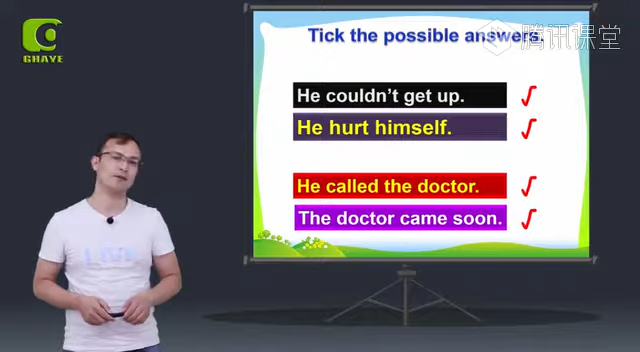 GHAYE
Tick the possible answers.
腾讯课堂
He couldn't get up.
He hurt himself.
He called the doctor.
The doctor came soon.